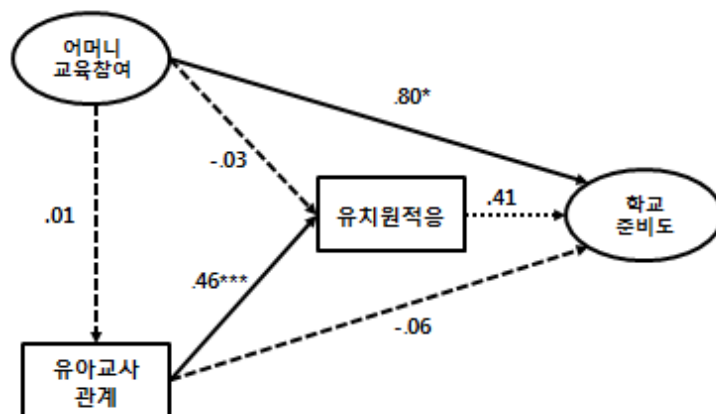 어머니
교육참여
.80*
-.03
.01
유치원적응
.41
학교
준비도
.46***
-.06
유아교사
관계